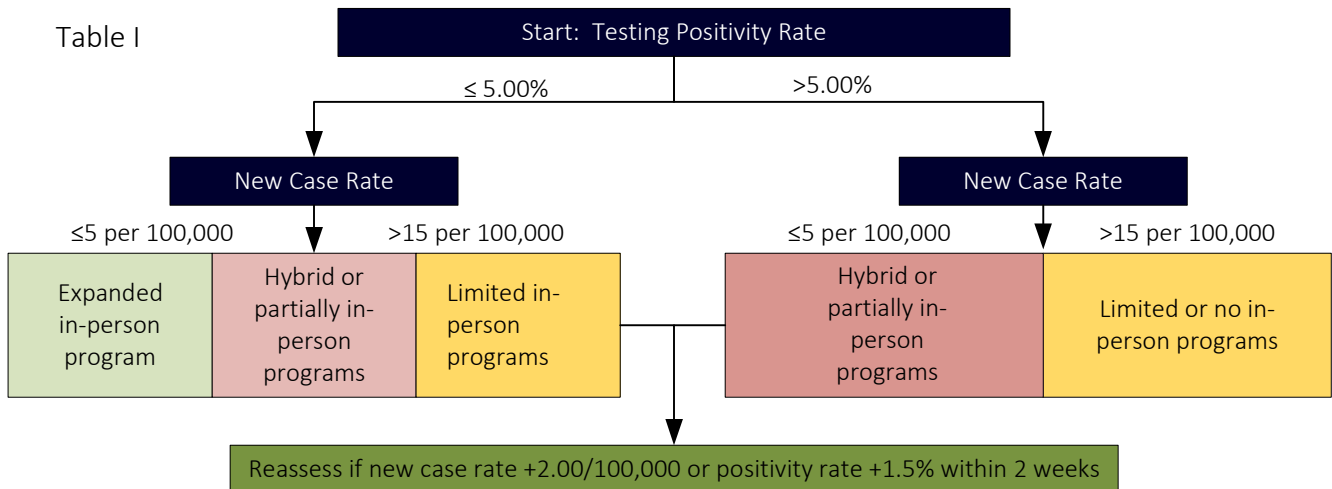 Table I
Start: Testing Positivity Rate
≤ 5.00%
>5.00%
New Case Rate
New Case Rate
≤5 per 100,000
>15 per 100,000
≤5 per 100,000
>15 per 100,000
Expanded
in-person
program
Hybrid or
partially in-
person
programs
Limited in-
person
programs
Hybrid or
partially in-
person
programs
Limited or no in-
person programs
Reassess if new case rate +2.00/100,000 or positivity rate +1.5% within 2 weeks